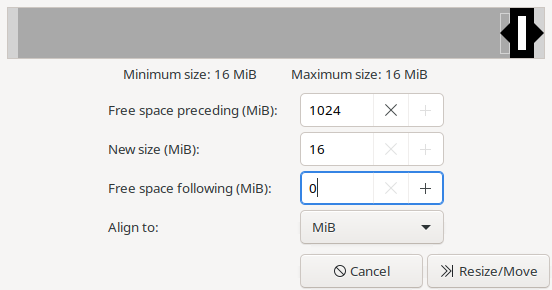 Minimum size: 16 MiB Maximum size: 16 MiB
Free space preceding (MiB): 1024
New size (MiB): 16
Free space following (MiB): 0
Align to: MiB
Cancel Resize/Move